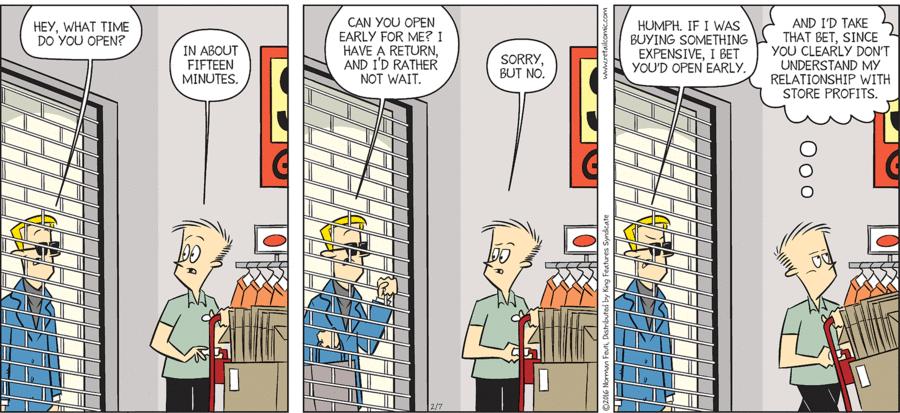 HEY, WHAT TIME
DO YOU OPEN?
IN ABOUT
FIFTEEN
MINUTES.
CAN YOU OPEN
EARLY FOR ME? I
HAVE A RETURN,
AND I'D RATHER
NOT WAIT.
SORRY,
BUT NO.
2/7
www.retailcomic.com
©2016 Norman Feuti, Distributed by King Features Syndicate
HUMPH. IF I WAS
BUYING SOMETHING
EXPENSIVE, I BET
YOU'D OPEN EARLY.
AND I'D TAKE
THAT BET, SINCE
YOU CLEARLY DON'T
UNDERSTAND MY
RELATIONSHIP WITH
STORE PROFITS.